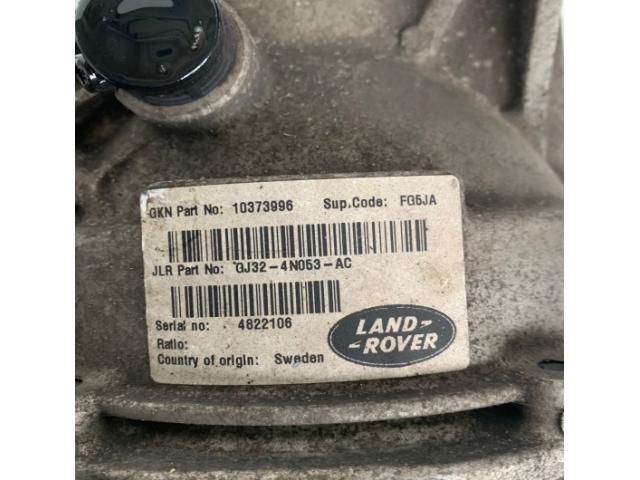 GKN Part No: 10373996 Sup.Code: FG5JA
JLR Part No: GJ32-4N053-AC
Serial no: 4822106
Ratio:
Country of origin: Sweden
LAND-
-ROVER